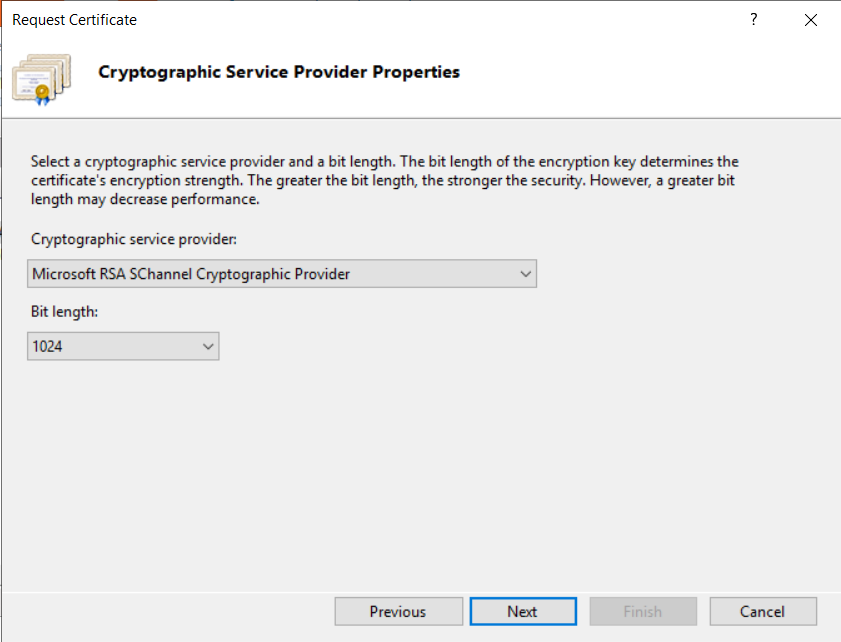 Request Certificate
?
Cryptographic Service Provider Properties
Select a cryptographic service provider and a bit length. The bit length of the encryption key determines the
certificate's encryption strength. The greater the bit length, the stronger the security. However, a greater bit
length may decrease performance.
Cryptographic service provider:
Microsoft RSA SChannel Cryptographic Provider
Bit length:
1024
Previous Next Finish Cancel